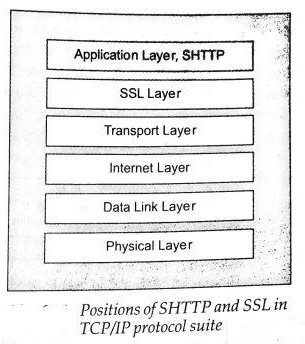 Application Layer, SHTTP
SSL Layer
Transport Layer
Internet Layer
Data Link Layer
Physical Layer
Positions of SHTTP and SSL in
TCP/IP protocol suite